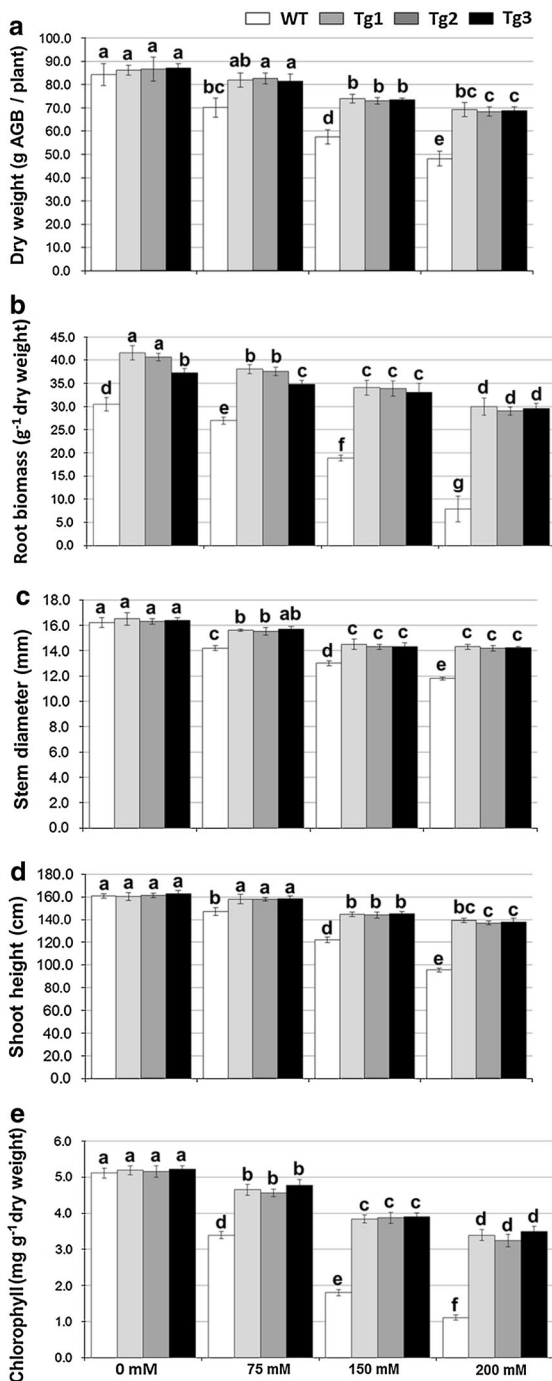 WT Tg1 Tg2 Tg3
a
Dry weight (g AGB / plant)
100.0
90.0
80.0
70.0
60.0
50.0
40.0
30.0
20.0
10.0
0.0
a a a a
bc ab a a
d b b b
e bc c c
b
Root biomass (g-1 dry weight)
45.0
40.0
35.0
30.0
25.0
20.0
15.0
10.0
5.0
0.0
d a a b
e b b c
f c c c
g d d d
c
Stem diameter (mm)
18.0
16.0
14.0
12.0
10.0
8.0
6.0
4.0
2.0
0.0
a a a a
c b b ab
d c c c
e c c c
d
Shoot height (cm)
180.0
160.0
140.0
120.0
100.0
80.0
60.0
40.0
20.0
0.0
a a a a
b a a a
d b b b
e bc c c
e
Chlorophyll (mg g-1 dry weight)
6.0
5.0
4.0
3.0
2.0
1.0
0.0
a a a a
d b b b
e c c c
f d d d
0 mM 75 mM 150 mM 200 mM